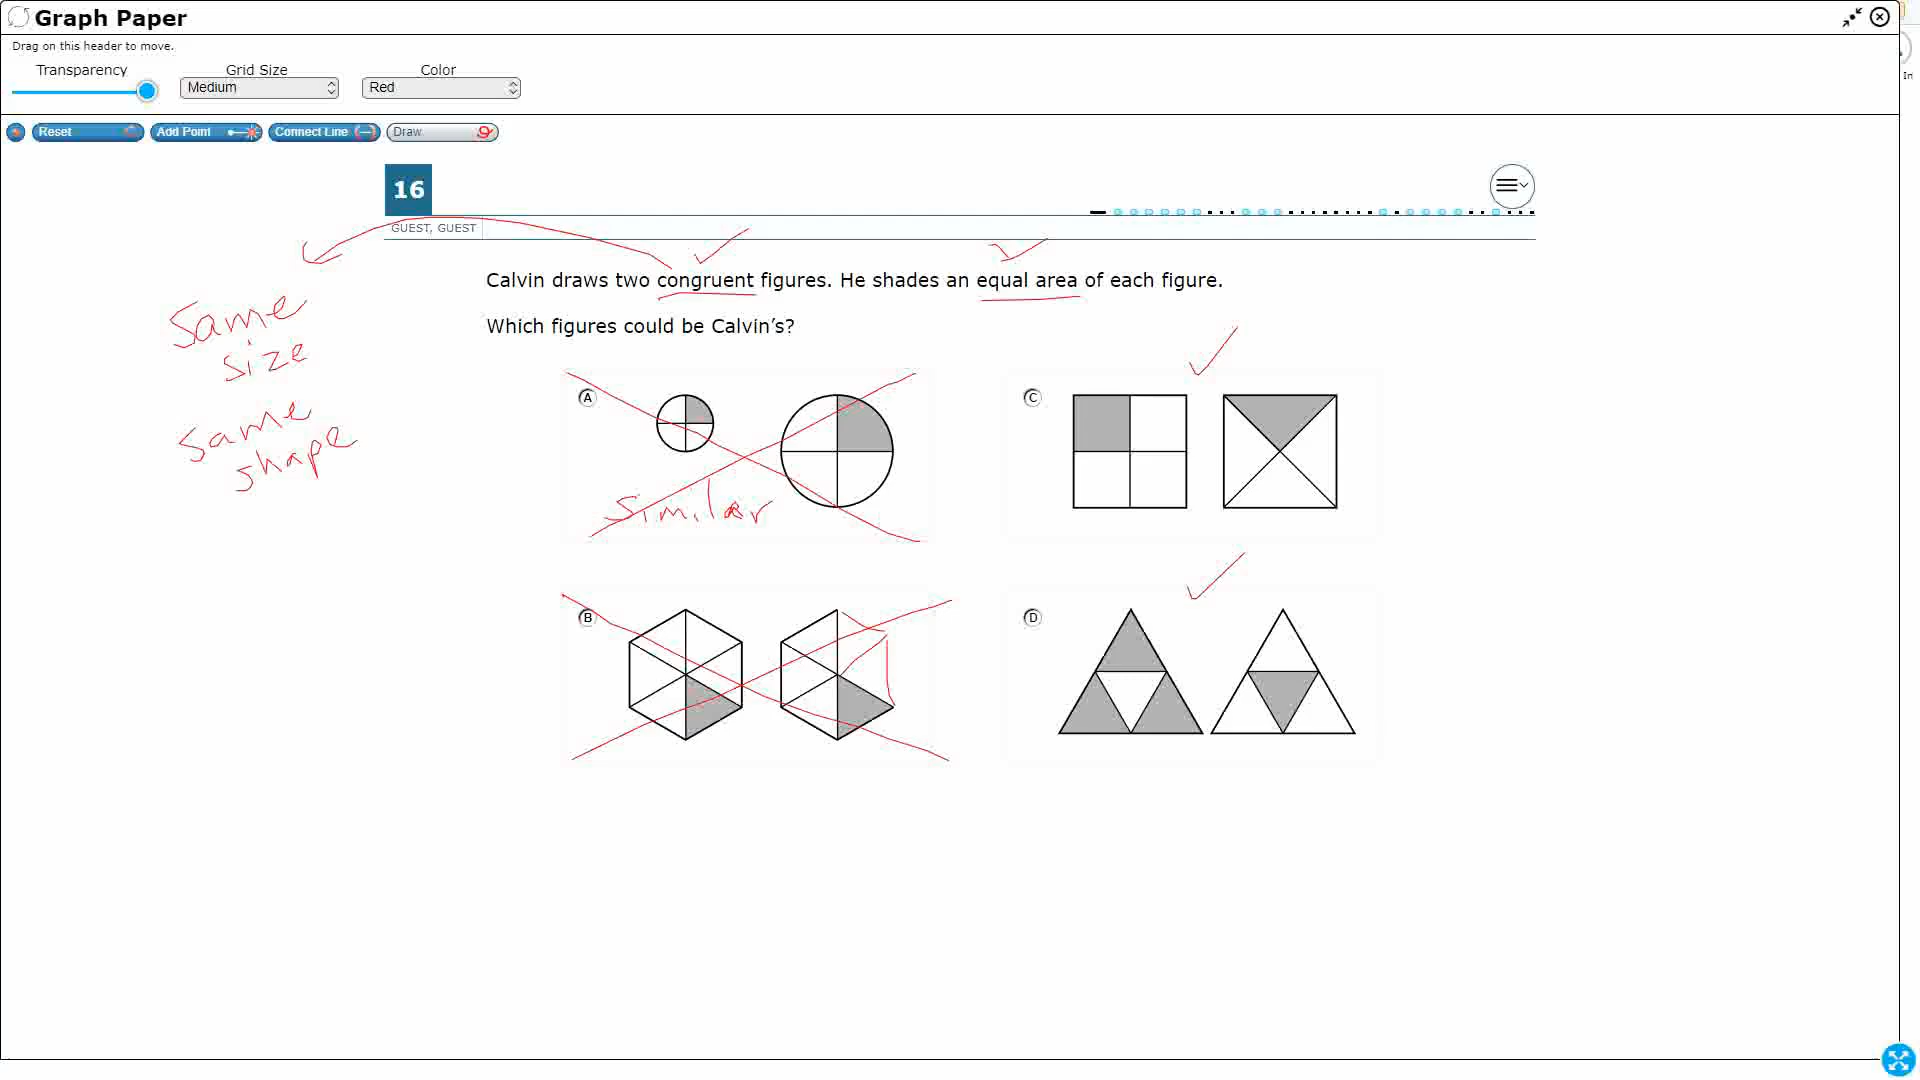 Graph Paper
Drag on this header to move.
Transparency Grid Size Color
Medium Red
Reset Add Point Connect Line Draw
16
GUEST, GUEST
Calvin draws two congruent figures. He shades an equal area of each figure.
Which figures could be Calvin’s?
same
size
same
shape
A
similar
C
B
D
In